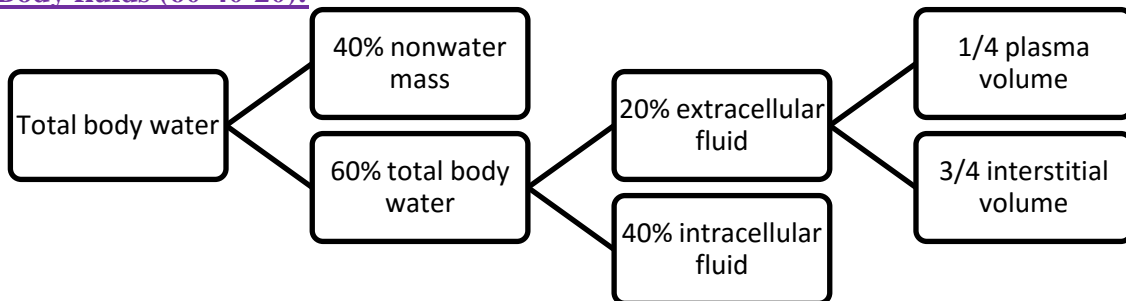 Body fluids (60-40-20):
40% nonwater
mass
1/4 plasma
volume
Total body water
20% extracellular
fluid
60% total body
water
3/4 interstitial
volume
40% intracellular
fluid